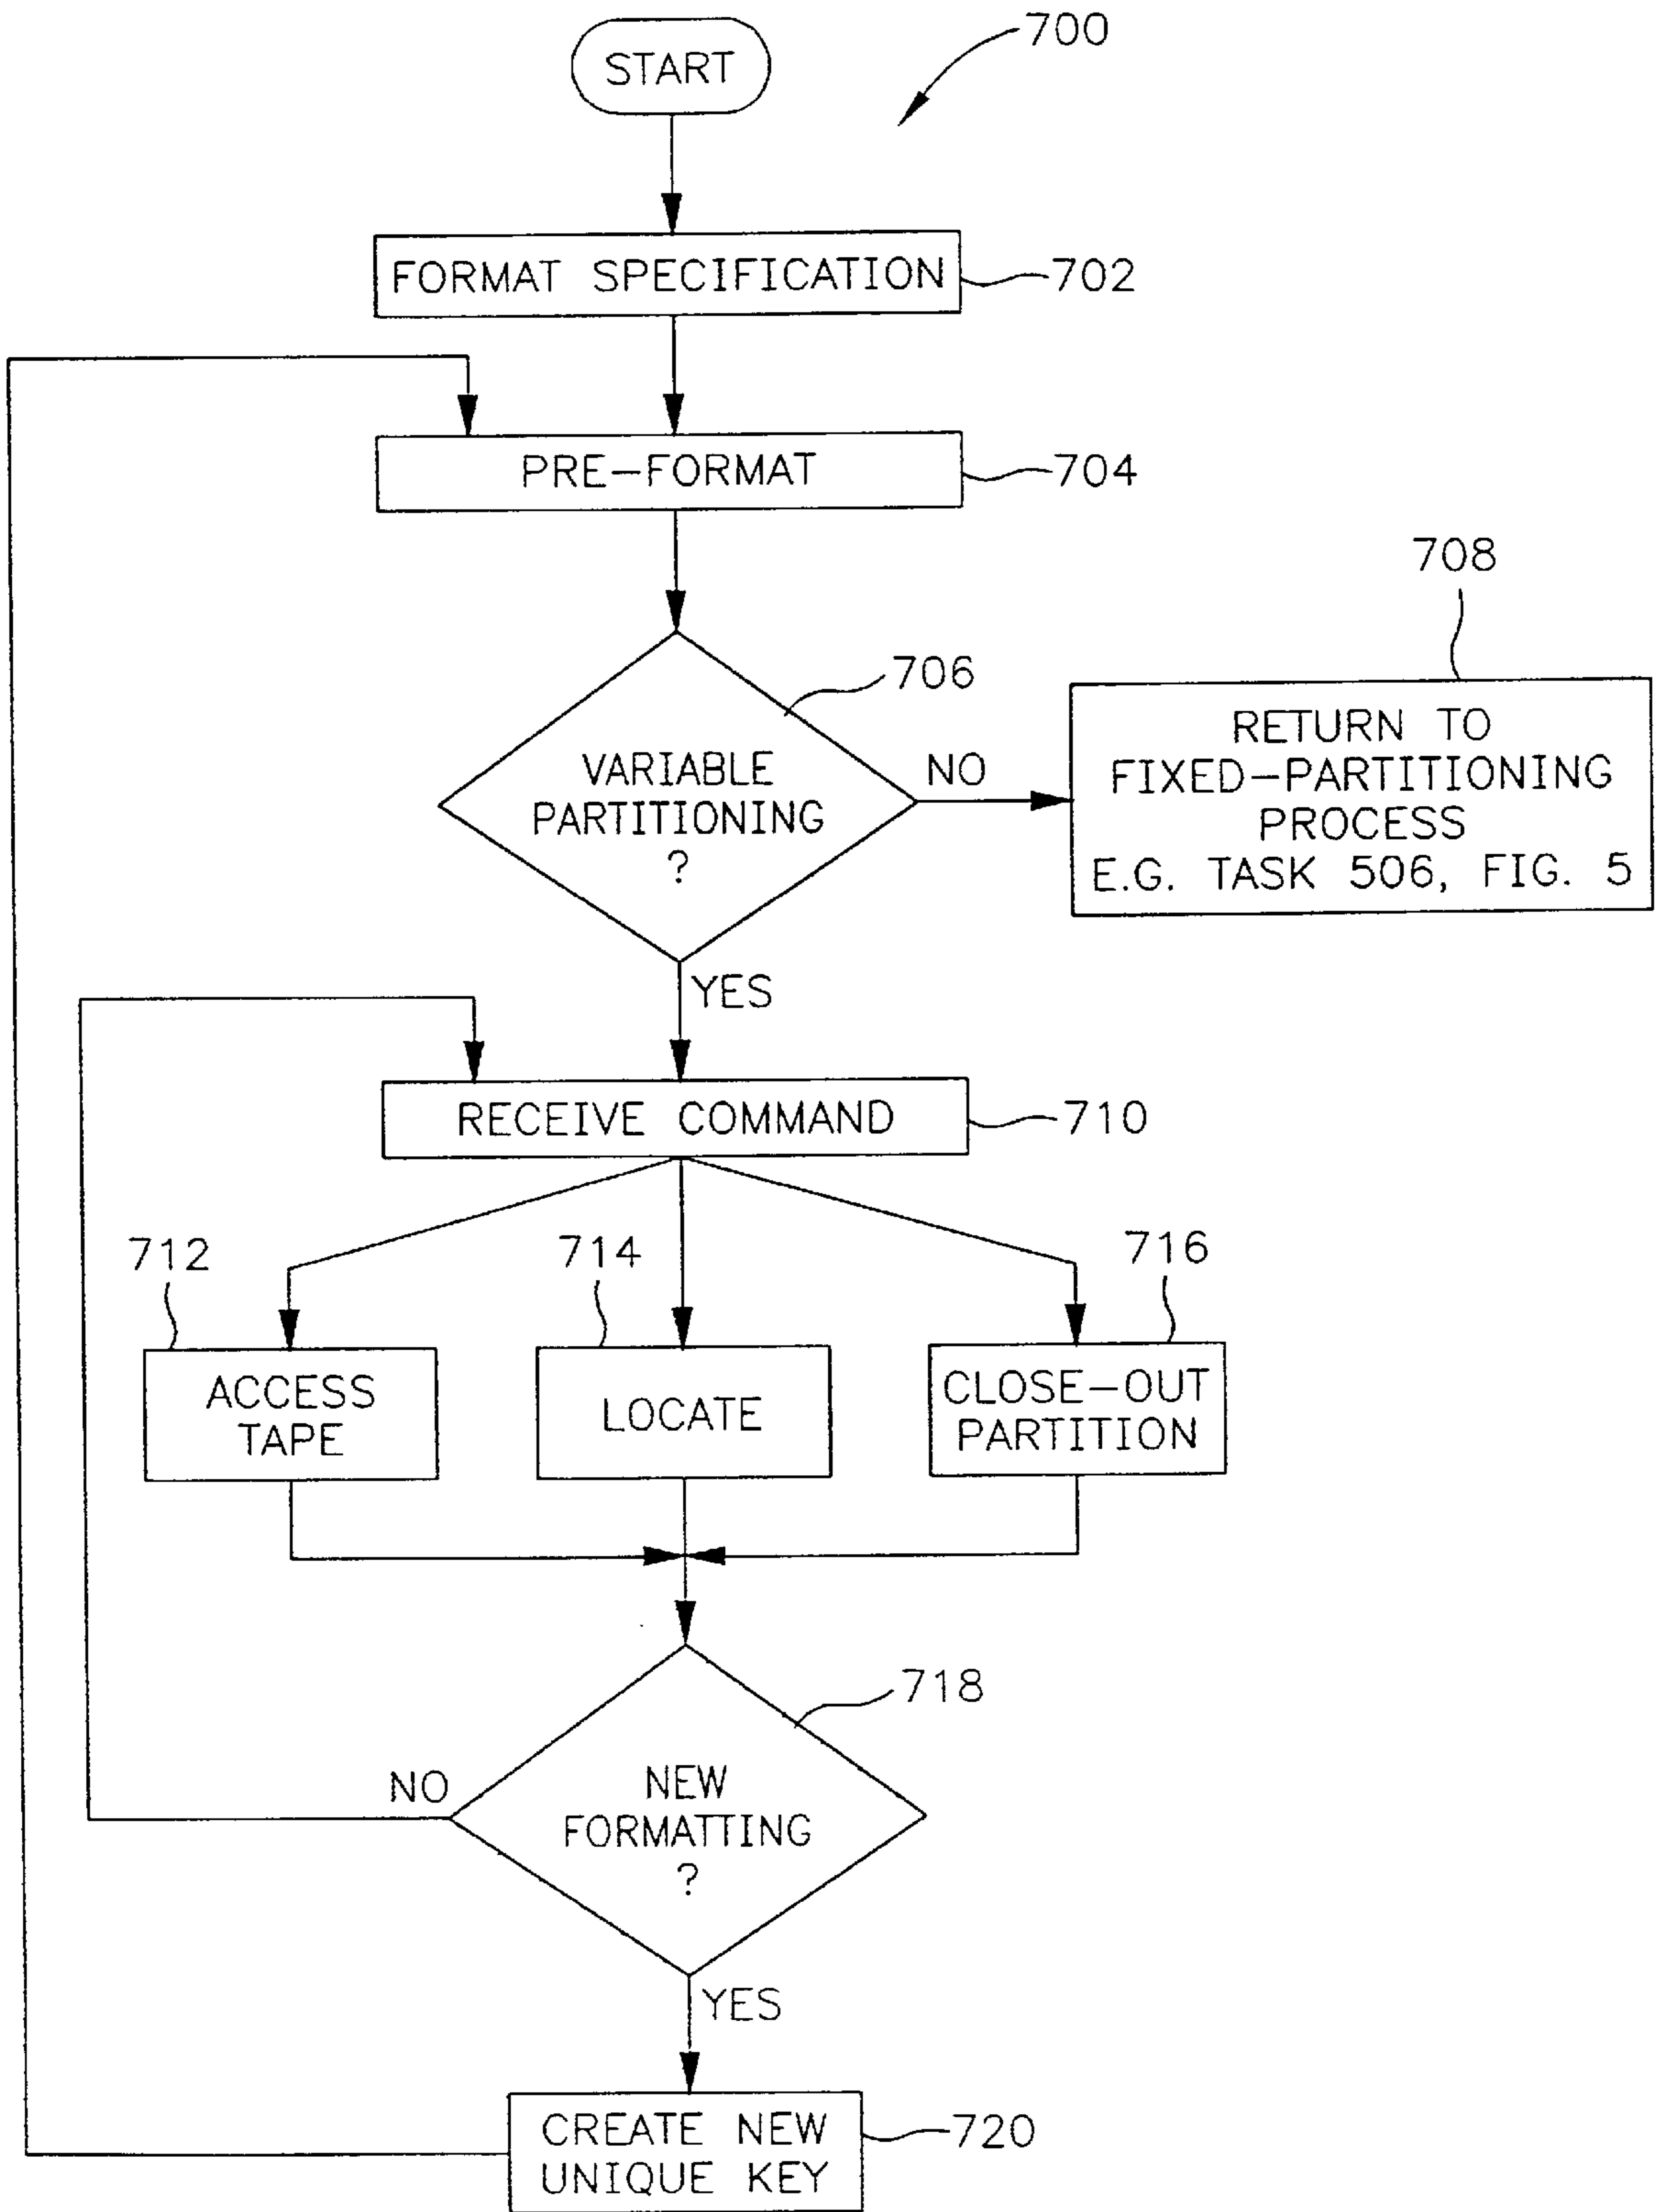 700
START
FORMAT SPECIFICATION
702
PRE-FORMAT
704
708
706
VARIABLE
PARTITIONING
?
NO
RETURN TO
FIXED-PARTITIONING
PROCESS
E.G. TASK 506, FIG. 5
YES
RECEIVE COMMAND
710
712
714
716
ACCESS
TAPE
LOCATE
CLOSE-OUT
PARTITION
718
NO
NEW
FORMATTING
?
YES
CREATE NEW
UNIQUE KEY
720